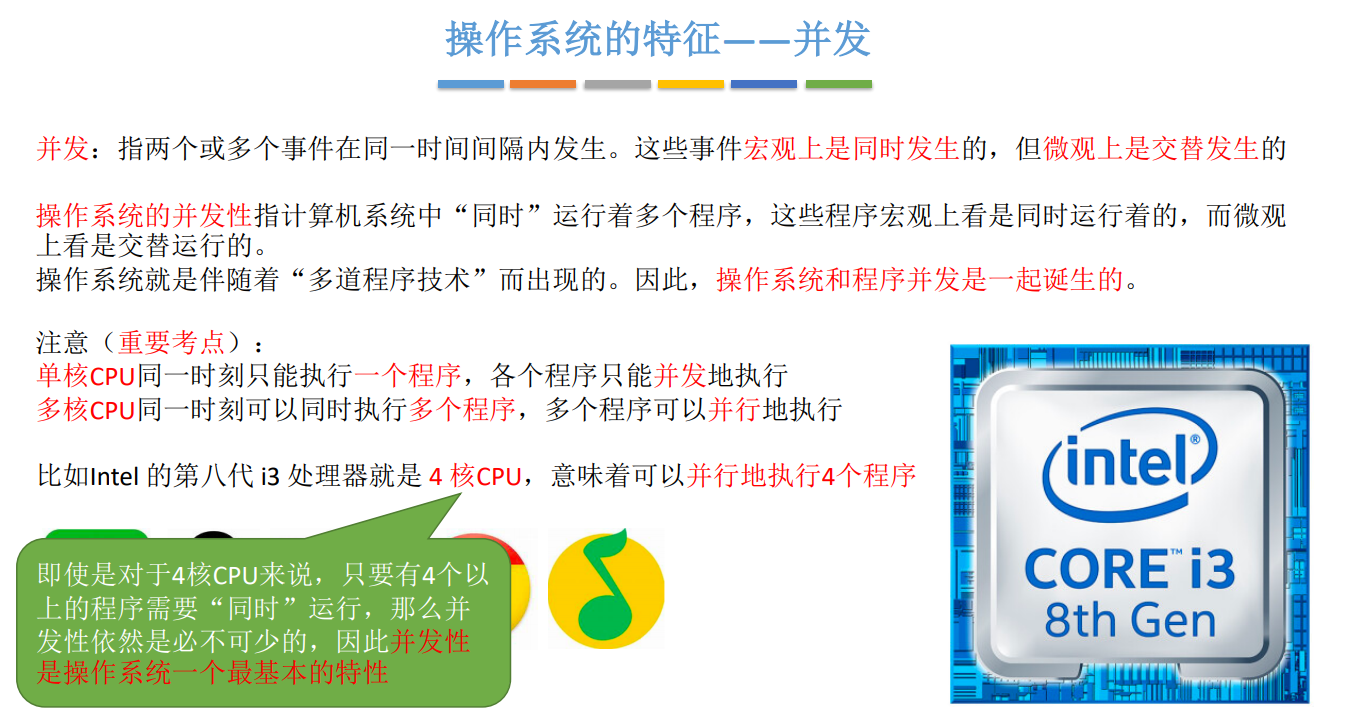 操作系统的特征——并发
并发：指两个或多个事件在同一时间间隔内发生。这些事件宏观上是同时发生的，但微观上是交替发生的
操作系统的并发性指计算机系统中“同时”运行着多个程序，这些程序宏观上看是同时运行着的，而微观
上看是交替运行的。
操作系统就是伴随着“多道程序技术”而出现的。因此，操作系统和程序并发是一起诞生的。
注意（重要考点）：
单核CPU同一时刻只能执行一个程序，各个程序只能并发地执行
多核CPU同一时刻可以同时执行多个程序，多个程序可以并行地执行
比如Intel 的第八代 i3 处理器就是 4 核CPU，意味着可以并行地执行4个程序
即使是对于4核CPU来说，只要有4个以
上的程序需要“同时”运行，那么并
发性依然是必不可少的，因此并发性
是操作系统一个最基本的特性
intel®
CORE™ i3
8th Gen